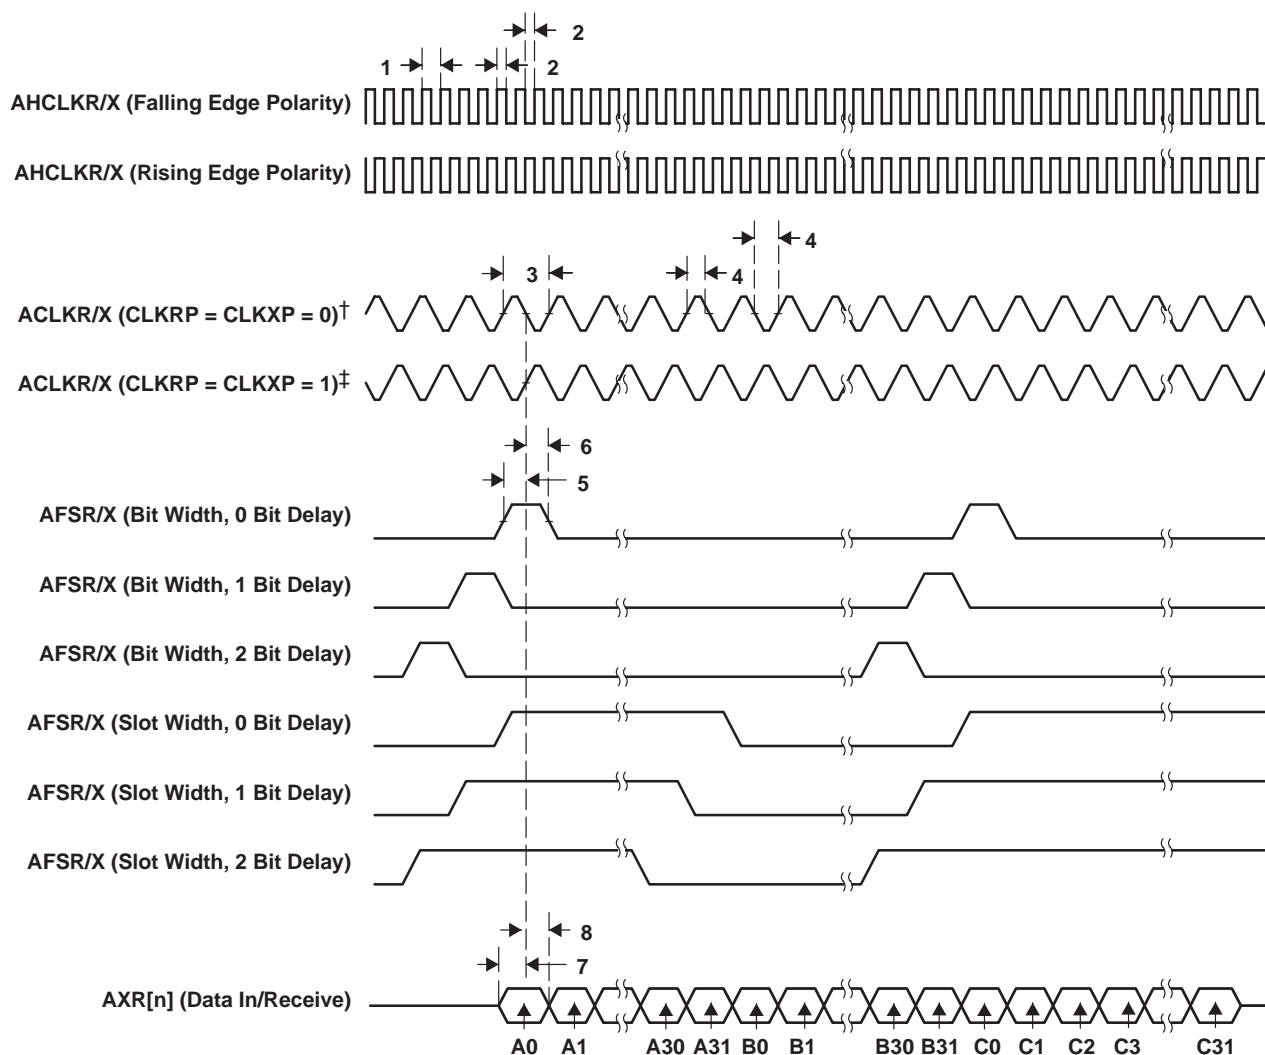 2
1
2
AHCLKR/X (Falling Edge Polarity)
AHCLKR/X (Rising Edge Polarity)
4
3
4
ACLKR/X (CLKRP = CLKXP = 0)†
ACLKR/X (CLKRP = CLKXP = 1)‡
6
5
AFSR/X (Bit Width, 0 Bit Delay)
AFSR/X (Bit Width, 1 Bit Delay)
AFSR/X (Bit Width, 2 Bit Delay)
AFSR/X (Slot Width, 0 Bit Delay)
AFSR/X (Slot Width, 1 Bit Delay)
AFSR/X (Slot Width, 2 Bit Delay)
8
7
AXR[n] (Data In/Receive)
A0 A1 A30 A31 B0 B1 B30 B31 C0 C1 C2 C3 C31